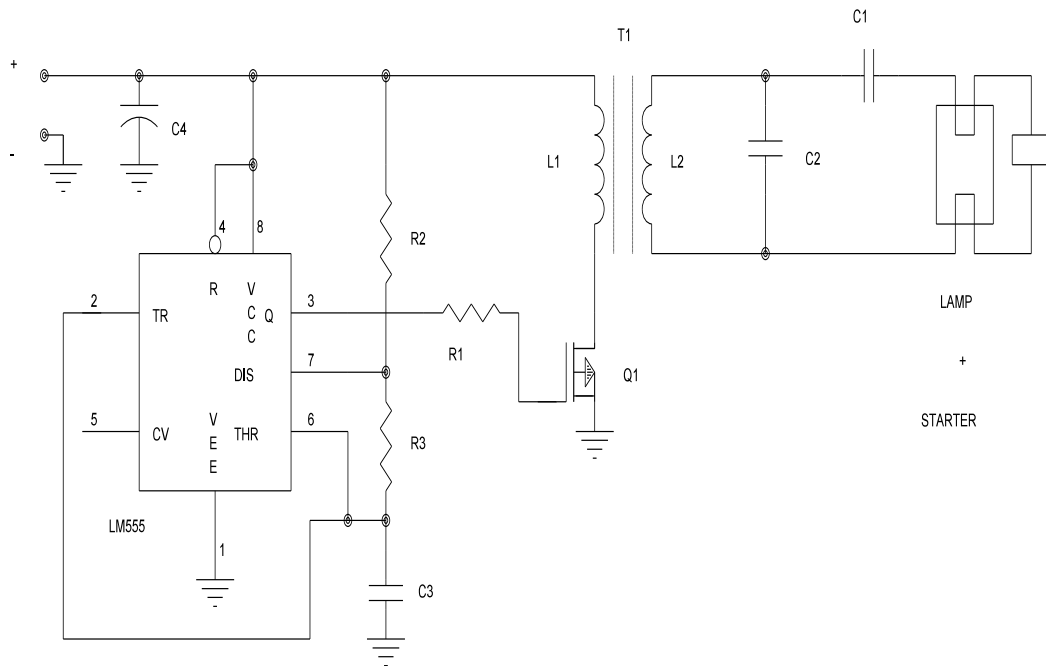 C1
T1
+
C4
-
L1
L2
C2
4
8
R2
R
V
C
C
2
3
TR
Q
LAMP
R1
7
DIS
Q1
+
5
V
6
CV
E
THR
R3
STARTER
E
LM555
1
C3